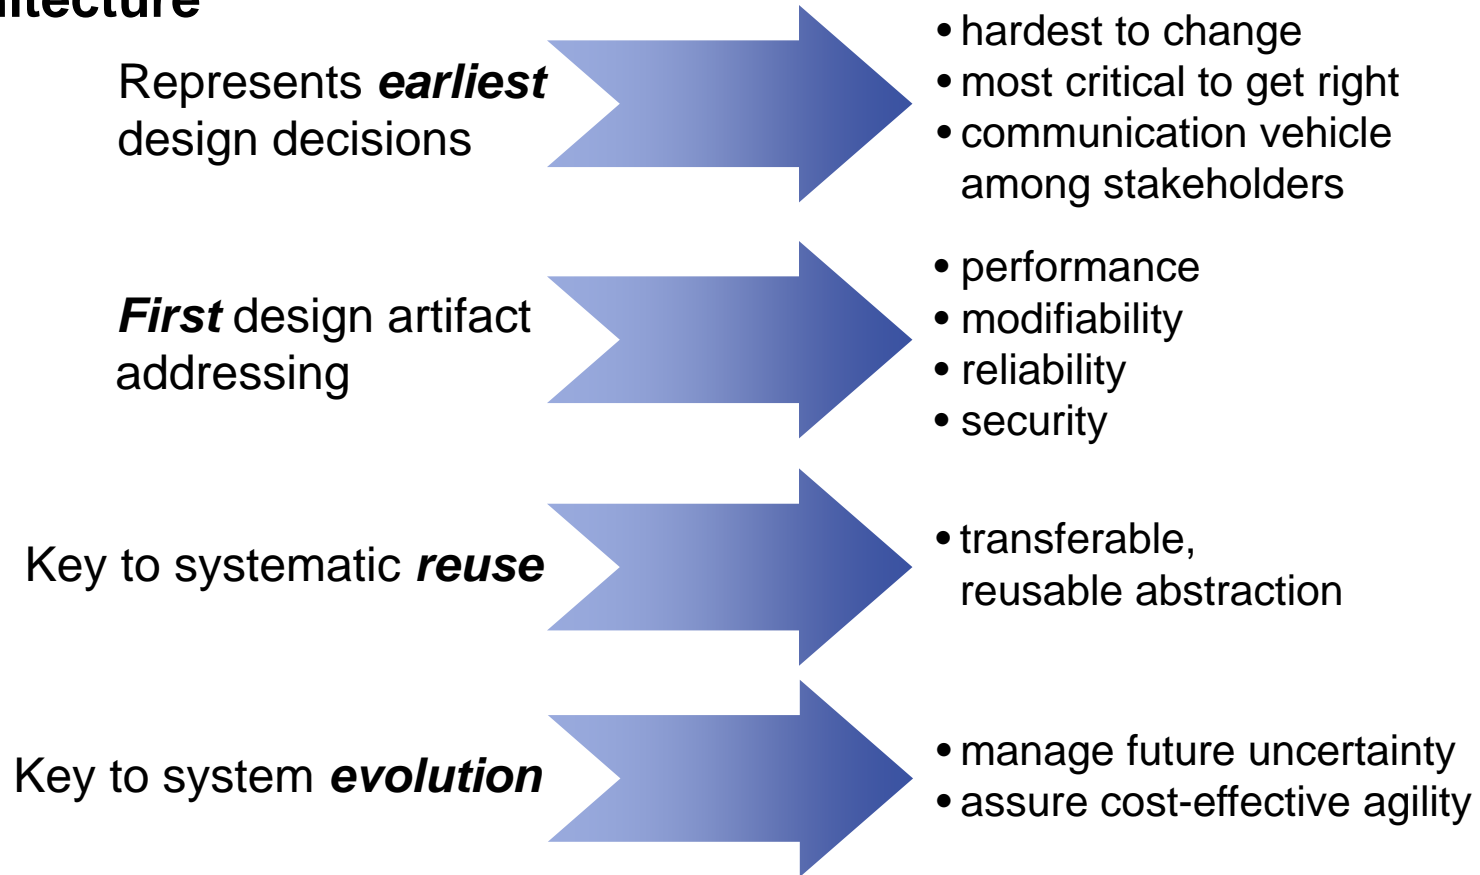 hitecture
Represents earliest
design decisions
• hardest to change
• most critical to get right
• communication vehicle
among stakeholders
First design artifact
addressing
• performance
• modifiability
• reliability
• security
Key to systematic reuse
• transferable,
reusable abstraction
Key to system evolution
• manage future uncertainty
• assure cost-effective agility